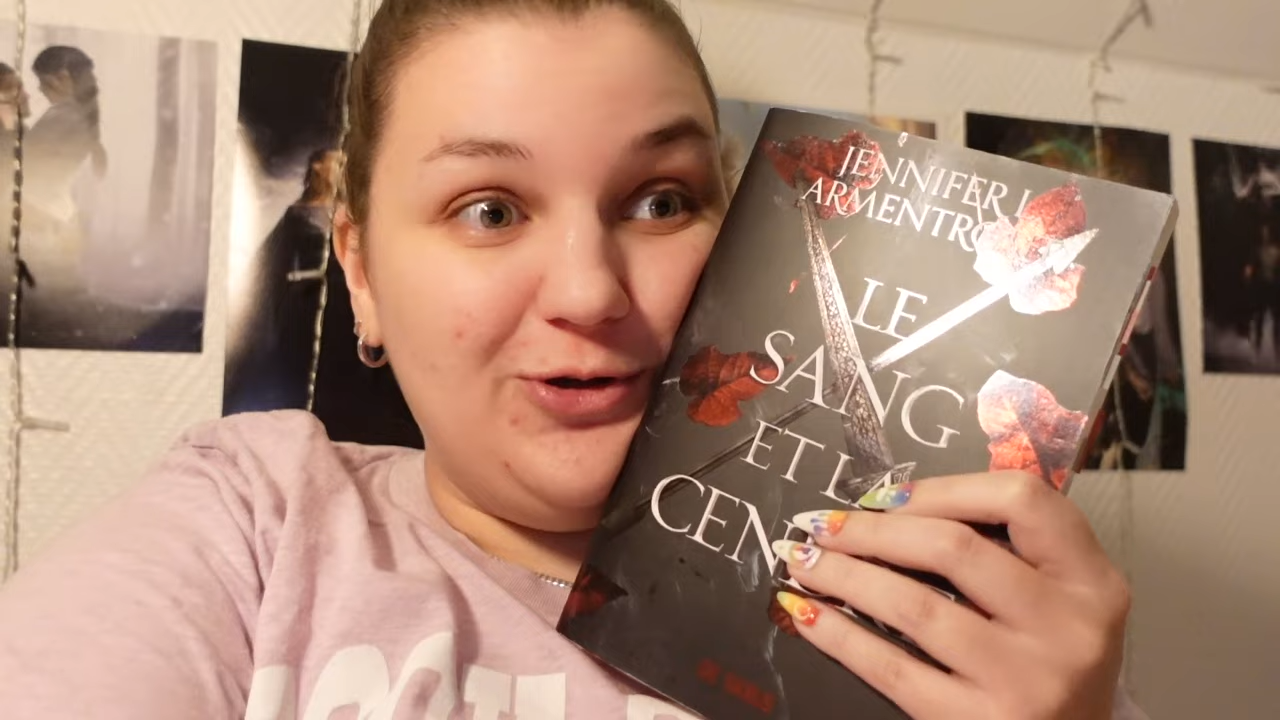 JENNIFER L
ARMENTRO
LE
SANG
ET LA
CEN